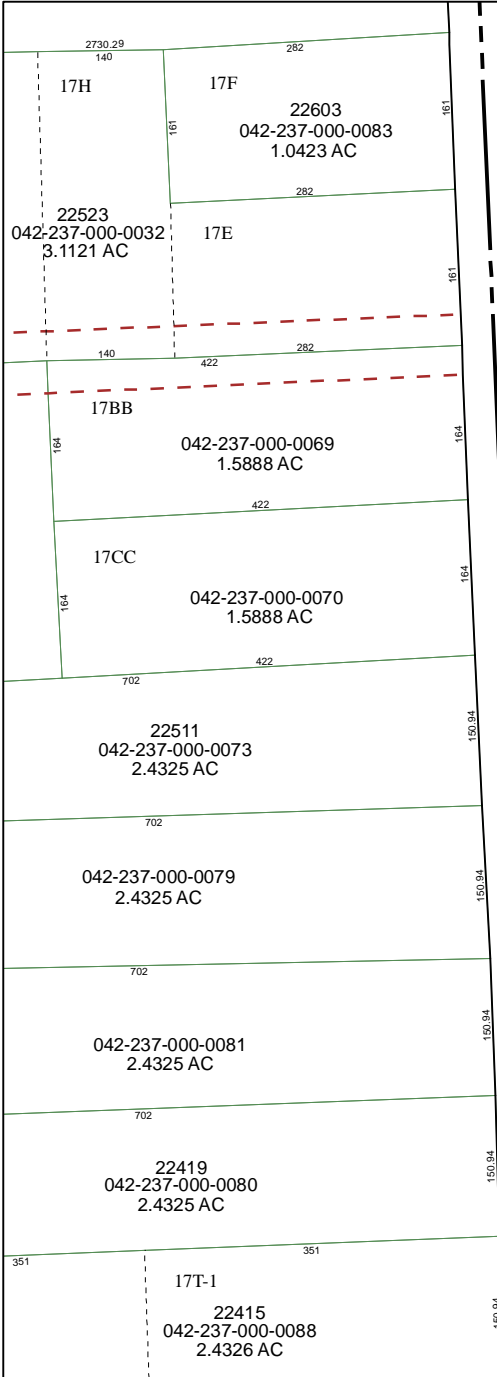 2730.29
140
282
17H
17F
161
22603
042-237-000-0083
1.0423 AC
161
282
22523
042-237-000-0032
3.1121 AC
17E
161
140
282
422
17BB
164
042-237-000-0069
1.5888 AC
164
422
17CC
164
042-237-000-0070
1.5888 AC
164
422
702
22511
042-237-000-0073
2.4325 AC
150.94
702
042-237-000-0079
2.4325 AC
150.94
702
042-237-000-0081
2.4325 AC
150.94
702
22419
042-237-000-0080
2.4325 AC
150.94
351
351
17T-1
22415
042-237-000-0088
2.4326 AC
150.94